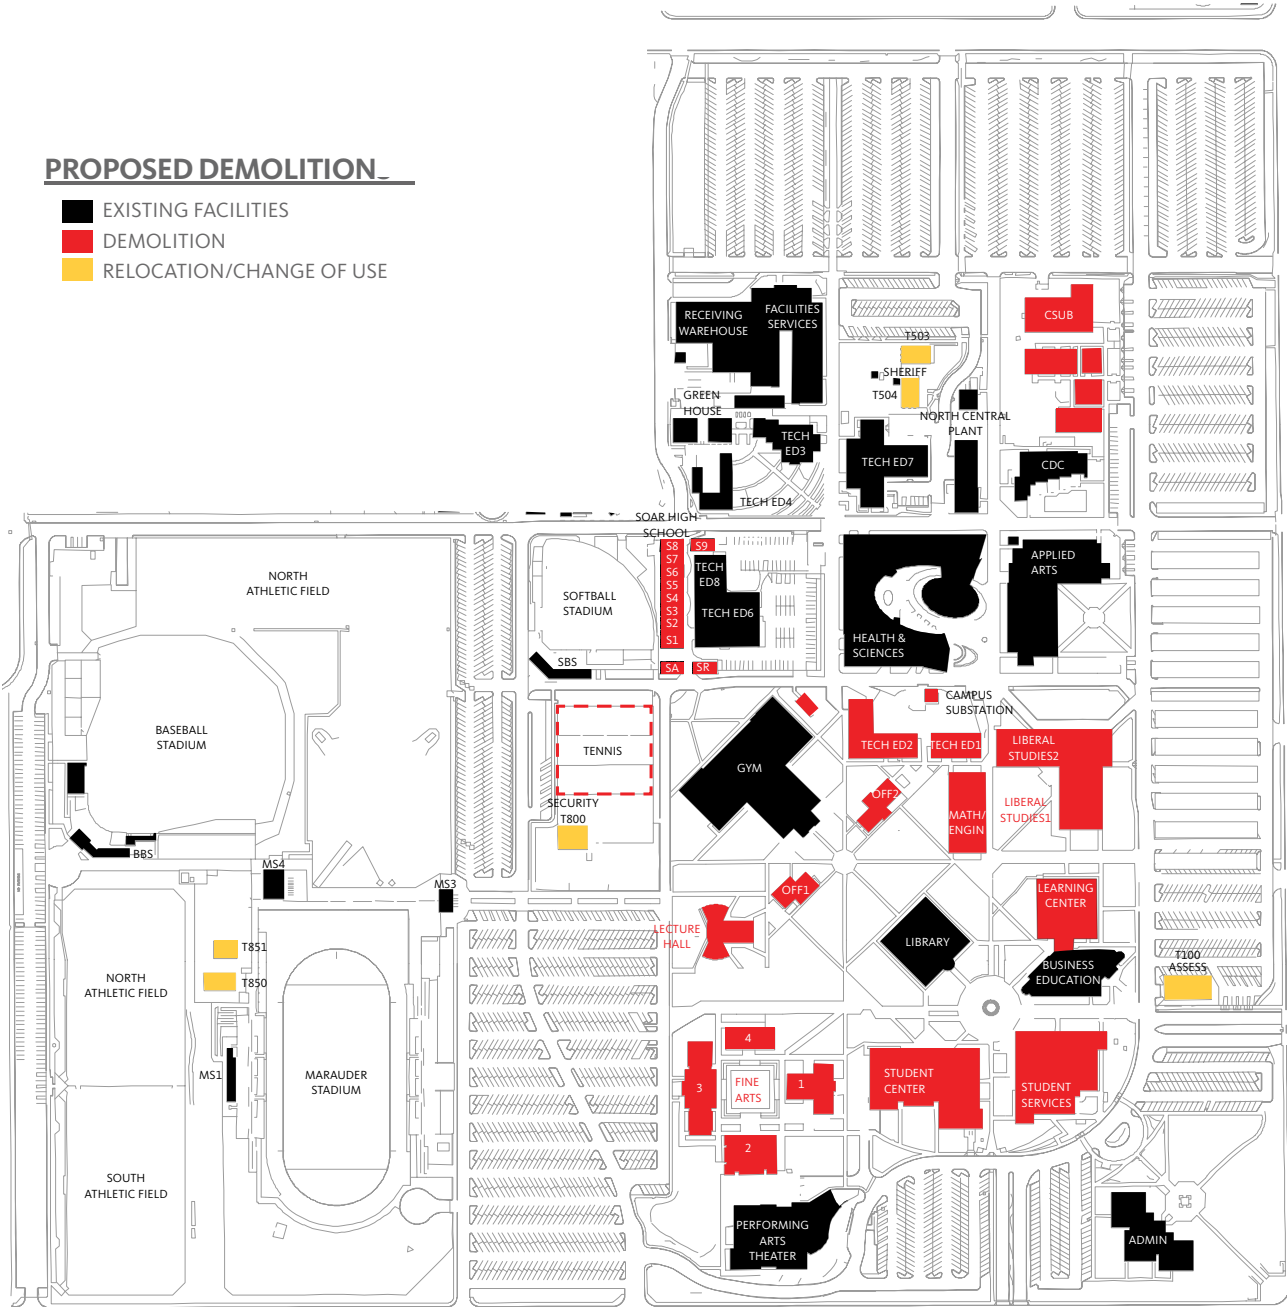 PROPOSED DEMOLITION
EXISTING FACILITIES
DEMOLITION
RELOCATION/CHANGE OF USE
RECEIVING
WAREHOUSE
FACILITIES
SERVICES
CSUB
T503
SHERIFF
T504
GREEN
HOUSE
NORTH CENTRAL
PLANT
TECH
ED3
TECH ED7
CDC
TECH ED4
SOAR HIGH
SCHOOL
S8
S9
S7
S6
S5
S4
S3
S2
S1
SA
SR
TECH
ED8
TECH ED6
APPLIED
ARTS
HEALTH &
SCIENCES
NORTH
ATHLETIC FIELD
SOFTBALL
STADIUM
SBS
BASEBALL
STADIUM
TENNIS
SECURITY
T800
GYM
CAMPUS
SUBSTATION
TECH ED2
TECH ED1
LIBERAL
STUDIES2
OFF2
MATH/
ENGIN
LIBERAL
STUDIES1
BBS
MS4
MS3
OFF1
LEARNING
CENTER
LECTURE
HALL
LIBRARY
BUSINESS
EDUCATION
T100
ASSESS
T851
T850
NORTH
ATHLETIC FIELD
MS1
MARAUDER
STADIUM
4
3
FINE
ARTS
1
2
STUDENT
CENTER
STUDENT
SERVICES
SOUTH
ATHLETIC FIELD
PERFORMING
ARTS
THEATER
ADMIN